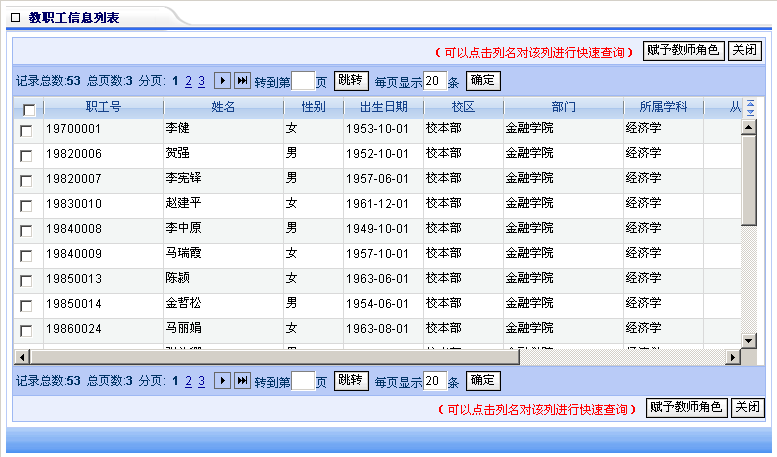 教职工信息列表
（可以点击列名对该列进行快速查询） 赋予教师角色 关闭
记录总数:53 总页数:3 分页: 1 2 3 转到第 页 跳转 每页显示 20 条 确定
职工号 姓名 性别 出生日期 校区 部门 所属学科 从
19700001 李健 女 1953-10-01 校本部 金融学院 经济学
19820006 贺强 男 1952-10-01 校本部 金融学院 经济学
19820007 李宪铎 男 1957-06-01 校本部 金融学院 经济学
19830010 赵建平 女 1961-12-01 校本部 金融学院 经济学
19840008 李中原 男 1949-10-01 校本部 金融学院 经济学
19840009 马瑞霞 女 1957-10-01 校本部 金融学院 经济学
19850013 陈颖 女 1963-06-01 校本部 金融学院 经济学
19850014 金哲松 男 1954-06-01 校本部 金融学院 经济学
19860024 马丽娟 女 1963-08-01 校本部 金融学院 经济学
记录总数:53 总页数:3 分页: 1 2 3 转到第 页 跳转 每页显示 20 条 确定
（可以点击列名对该列进行快速查询） 赋予教师角色 关闭